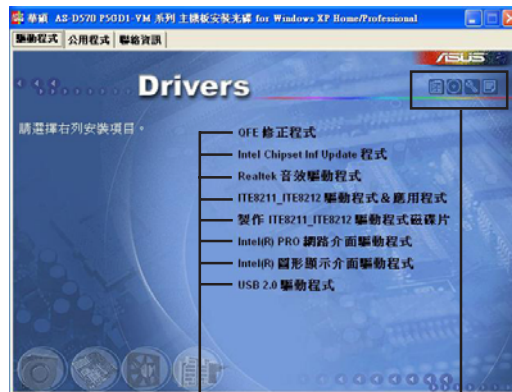 華碩 AS-D570 P5GD1-VM 系列 主機板安裝光碟 for Windows XP Home/Professional
驅動程式 公用程式 聯絡資訊
ASUS
Drivers
請選擇右列安裝項目。
QFE 修正程式
Intel Chipset Inf Update 程式
Realtek 音效驅動程式
ITE8211_ITE8212 驅動程式&應用程式
製作 ITE8211_ITE8212 驅動程式磁碟片
Intel(R) PRO 網路介面驅動程式
Intel(R) 圖形顯示介面驅動程式
USB 2.0 驅動程式